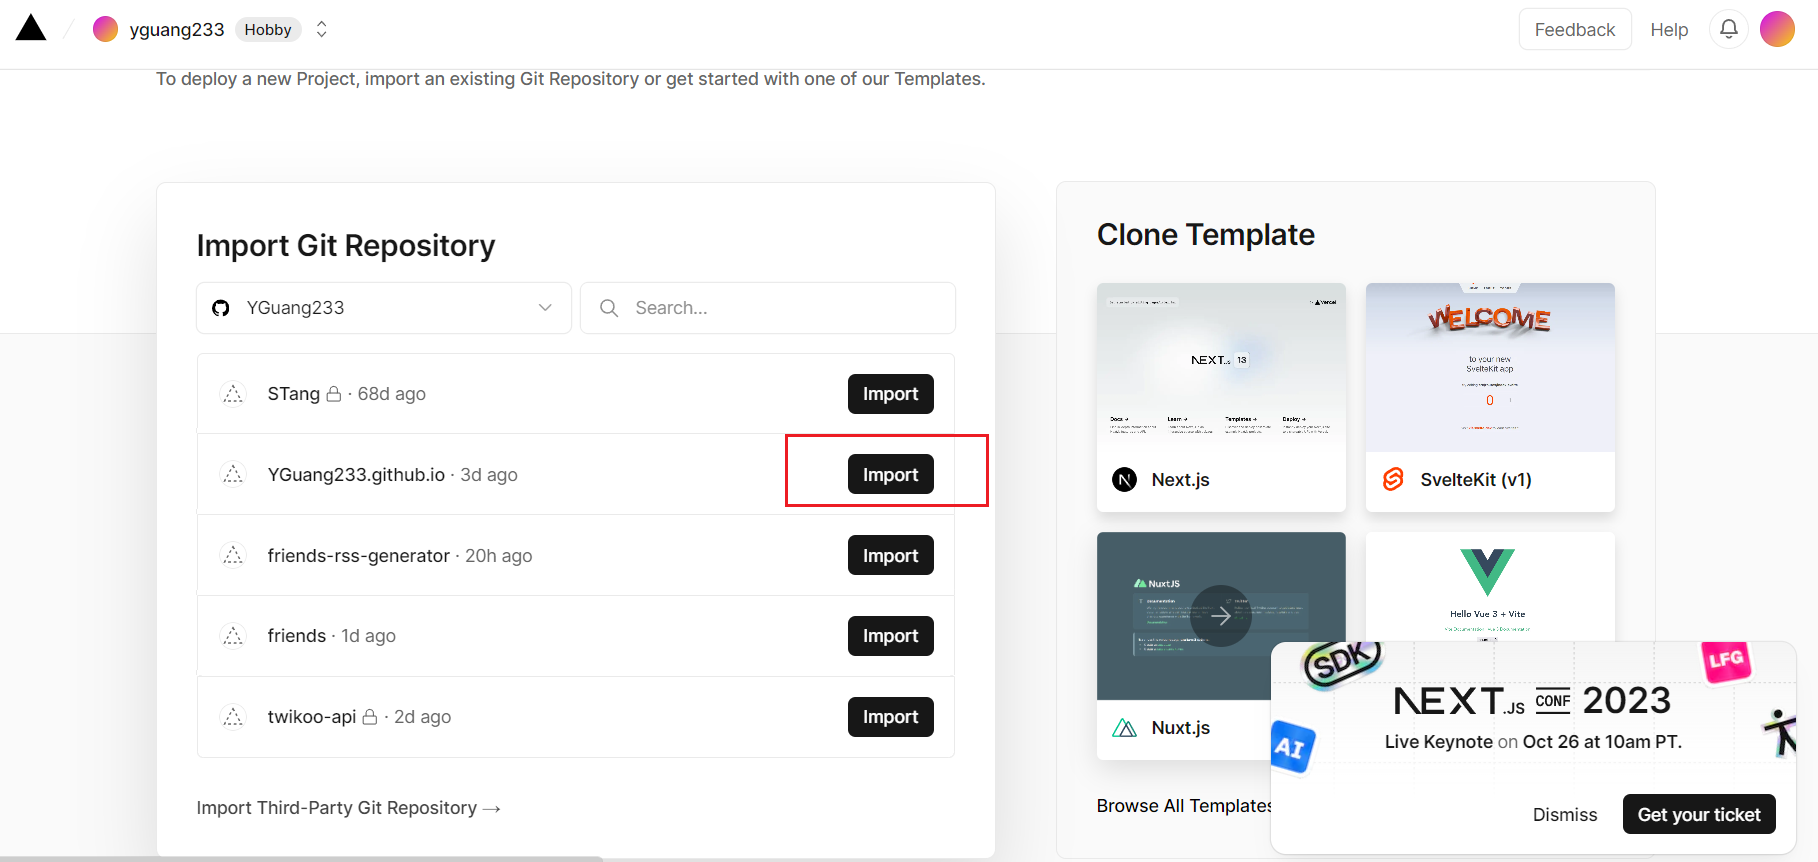 yguang233 Hobby
Feedback Help
To deploy a new Project, import an existing Git Repository or get started with one of our Templates.
Import Git Repository
YGuang233
Search...
STang · 68d ago
Import
YGuang233.github.io · 3d ago
Import
friends-rss-generator · 20h ago
Import
friends · 1d ago
Import
twikoo-api · 2d ago
Import
Import Third-Party Git Repository →
Clone Template
Vercel
NEXT.js 13
Docs →
Learn →
Templates →
Deploy →
Next.js
WELCOME
to your new
SvelteKit app
0
SvelteKit (v1)
NuxtJS
Nuxt.js
Hello Vue 3 + Vite
Browse All Templates
SDK
LFG
AI
NEXT.JS CONF 2023
Live Keynote on Oct 26 at 10am PT.
Dismiss
Get your ticket